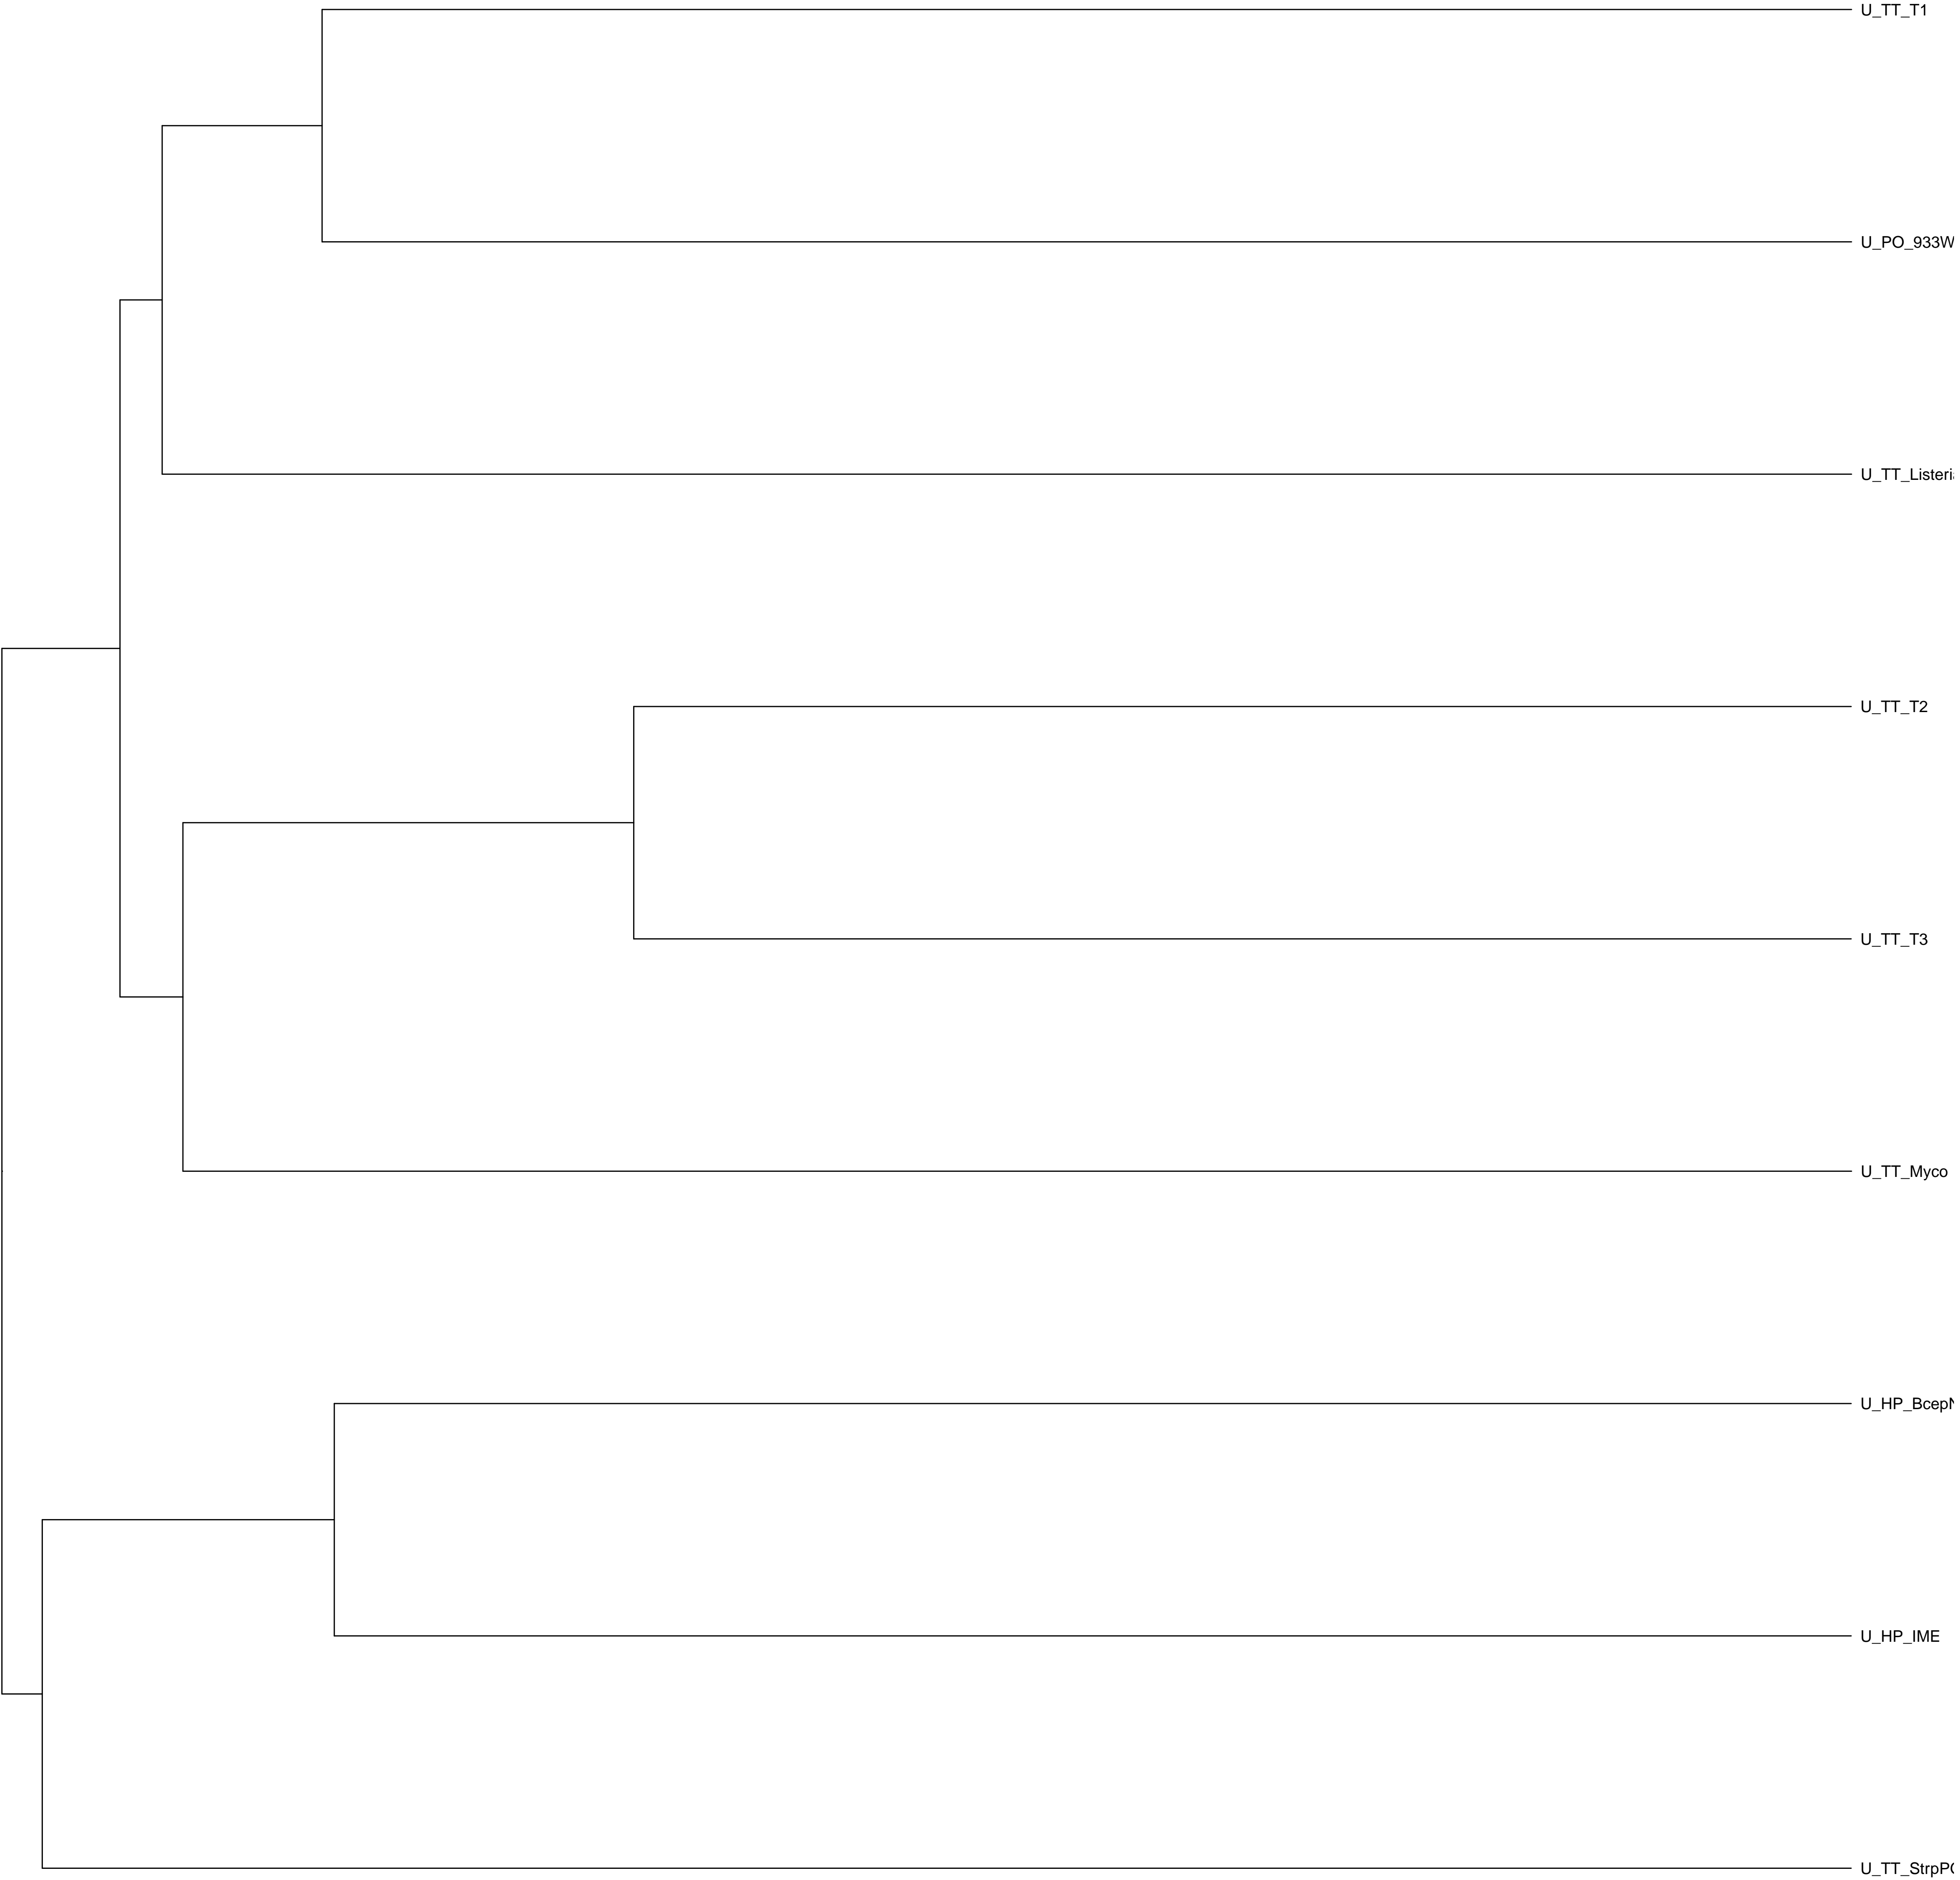 U_TT_T1
U_PO_933W
U_TT_Listeri
U_TT_T2
U_TT_T3
U_TT_Myco
U_HP_BcepN
U_HP_IME
U_TT_StrpP